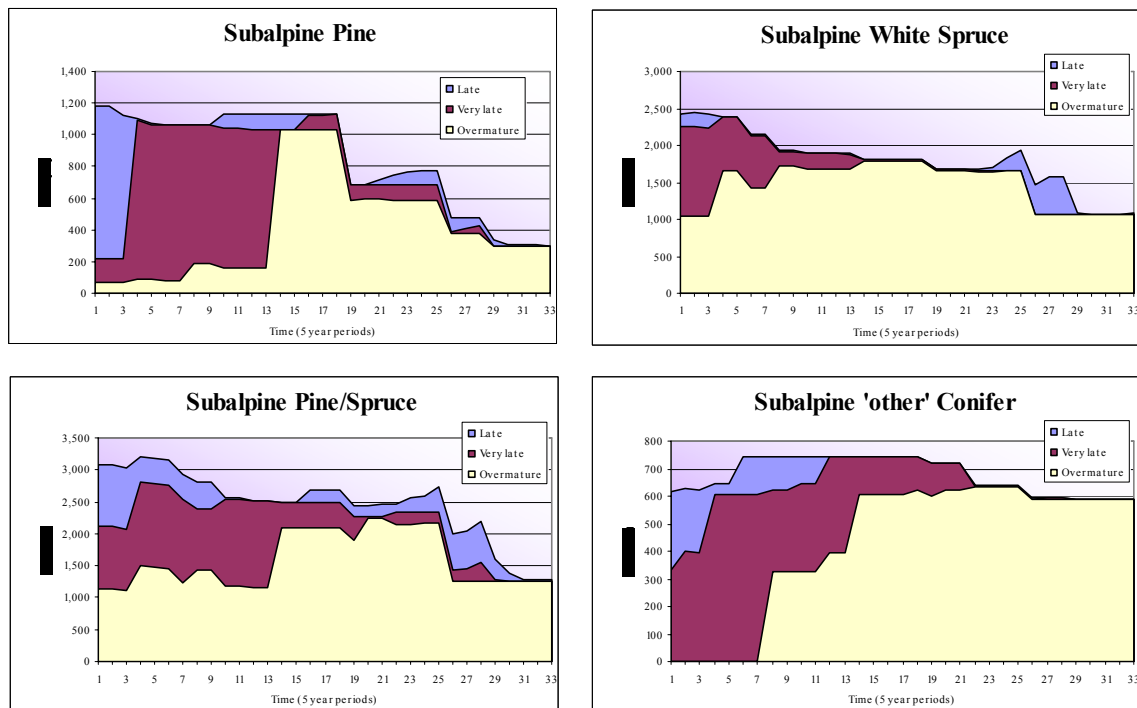 Subalpine Pine
1,400
1,200
1,000
800
600
400
200
0
Late
Very late
Overmature
1 3 5 7 9 11 13 15 17 19 21 23 25 27 29 31 33
Time (5 year periods)
Subalpine White Spruce
3,000
2,500
2,000
1,500
1,000
500
0
Late
Very late
Overmature
1 3 5 7 9 11 13 15 17 19 21 23 25 27 29 31 33
Time (5 year periods)
Subalpine Pine/Spruce
3,500
3,000
2,500
2,000
1,500
1,000
500
0
Late
Very late
Overmature
1 3 5 7 9 11 13 15 17 19 21 23 25 27 29 31 33
Time (5 year periods)
Subalpine 'other' Conifer
800
700
600
500
400
300
200
100
0
Late
Very late
Overmature
1 3 5 7 9 11 13 15 17 19 21 23 25 27 29 31 33
Time (5 year periods)